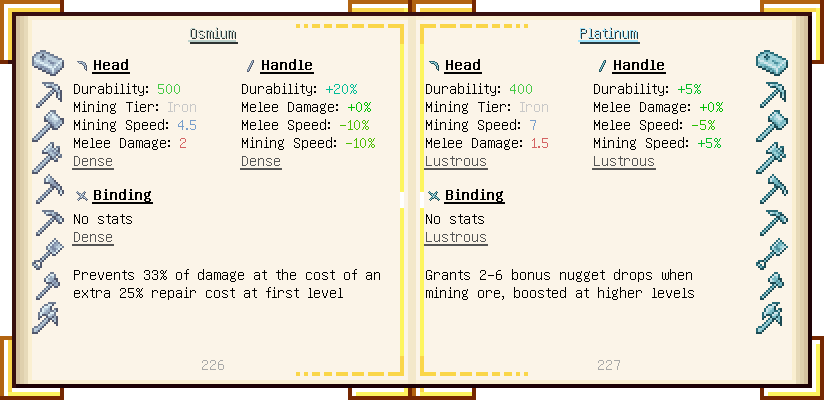 Osmium
Head
Durability: 500
Mining Tier: Iron
Mining Speed: 4.5
Melee Damage: 2
Dense
Handle
Durability: +20%
Melee Damage: +0%
Melee Speed: -10%
Mining Speed: -10%
Dense
Binding
No stats
Dense
Prevents 33% of damage at the cost of an
extra 25% repair cost at first level
226
Platinum
Head
Durability: 400
Mining Tier: Iron
Mining Speed: 7
Melee Damage: 1.5
Lustrous
Handle
Durability: +5%
Melee Damage: +0%
Melee Speed: -5%
Mining Speed: +5%
Lustrous
Binding
No stats
Lustrous
Grants 2-6 bonus nugget drops when
mining ore, boosted at higher levels
227